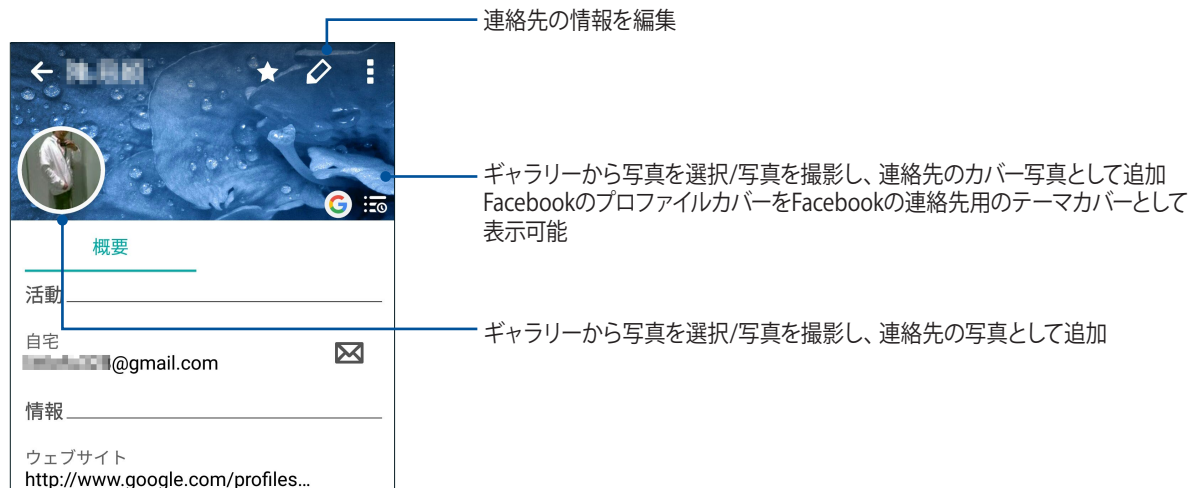 連絡先の情報を編集
ギャラリーから写真を選択/写真を撮影し、連絡先のカバー写真として追加
FacebookのプロファイルカバーをFacebookの連絡先用のテーマカバーとして
表示可能
概要
活動
ギャラリーから写真を選択/写真を撮影し、連絡先の写真として追加
自宅
@gmail.com
情報
ウェブサイト
http://www.google.com/profiles...